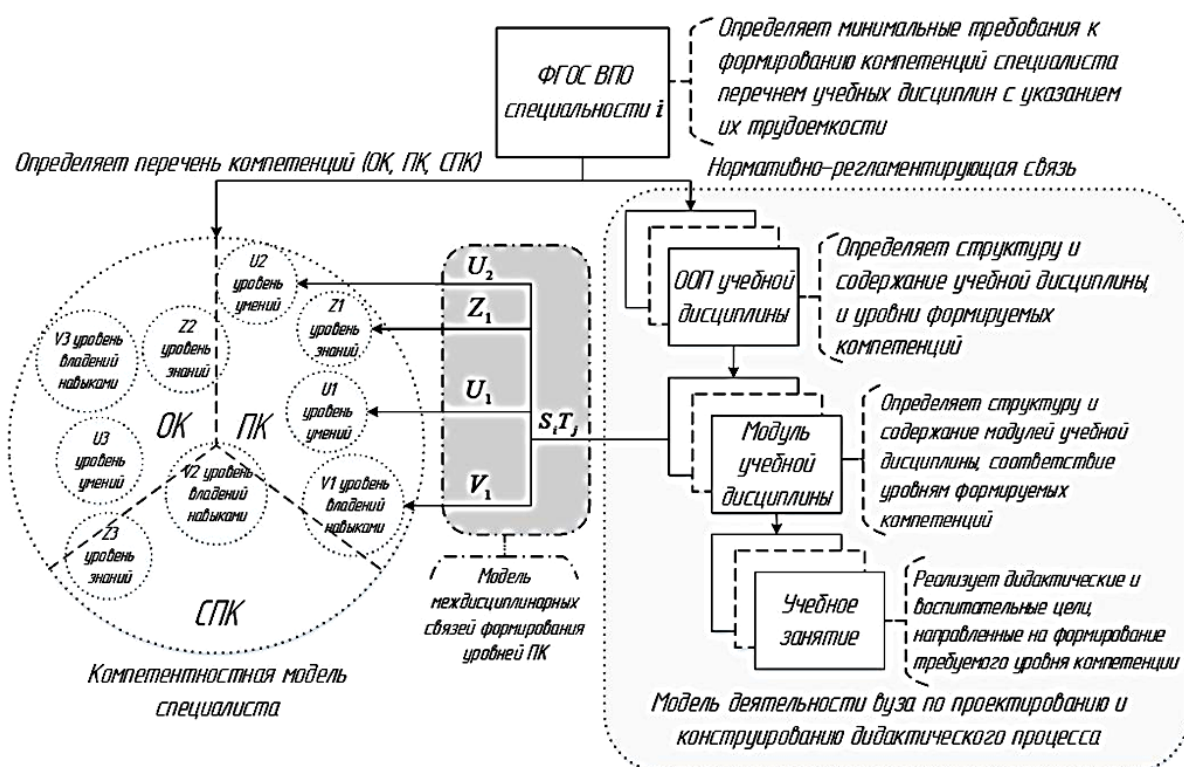 ФГОС ВПО
специальности i
Определяет минимальные требования к
формированию компетенций специалиста
перечнем учебных дисциплин с указанием
их трудоемкости
Определяет перечень компетенций (ОК, ПК, СПК)
Нормативно-регламентирующая связь
U2
уровень
умений
Z1
уровень
знаний
V3 уровень
владений
навыками
Z2
уровень
знаний
U1
уровень
умений
ОК
ПК
U3
уровень
умений
V2 уровень
владений
навыками
V1 уровень
владений
навыками
Z3
уровень
знаний
СПК
Компетентностная модель
специалиста
U₂
Z₁
U₁
SᵢTⱼ
V₁
Модель
междисциплинарных
связей формирования
уровней ПК
ООП учебной
дисциплины
Определяет структуру и
содержание учебной дисциплины,
и уровни формируемых
компетенций
Модуль
учебной
дисциплины
Определяет структуру и
содержание модулей учебной
дисциплины, соответствие
уровням формируемых
компетенций
Учебное
занятие
Реализует дидактические и
воспитательные цели,
направленные на формирование
требуемого уровня компетенции
Модель деятельности вуза по проектированию и
конструированию дидактического процесса